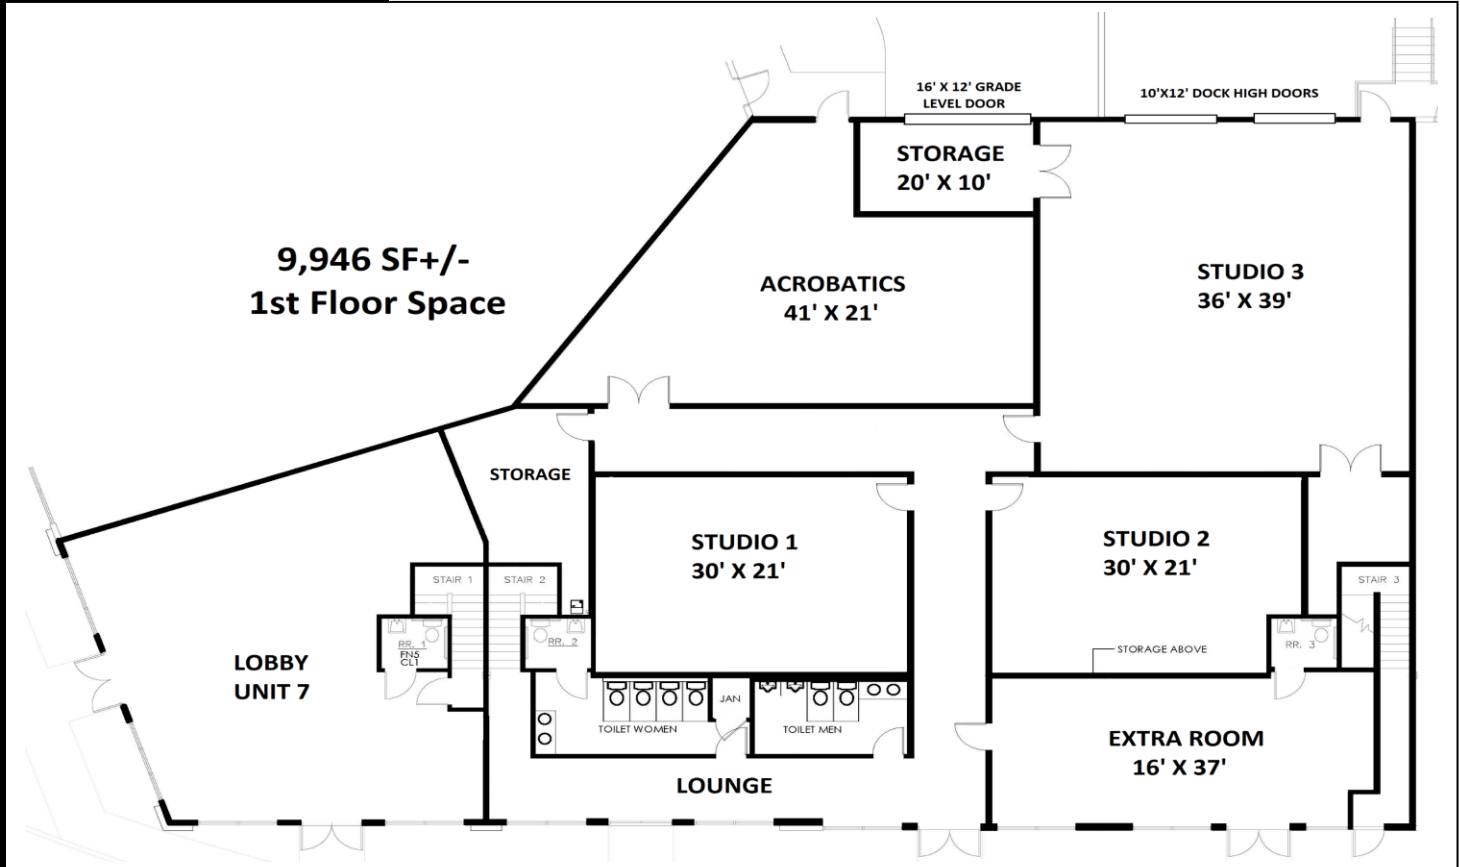 16' X 12' GRADE
LEVEL DOOR
10'X12' DOCK HIGH DOORS
STORAGE
20' X 10'
9,946 SF+/-
1st Floor Space
ACROBATICS
41' X 21'
STUDIO 3
36' X 39'
STORAGE
STUDIO 1
30' X 21'
STUDIO 2
30' X 21'
STAIR 1
STAIR 2
STAIR 3
RR. 1
FN5
CL1
RR. 2
RR. 3
STORAGE ABOVE
LOBBY
UNIT 7
JAN
TOILET WOMEN
TOILET MEN
EXTRA ROOM
16' X 37'
LOUNGE